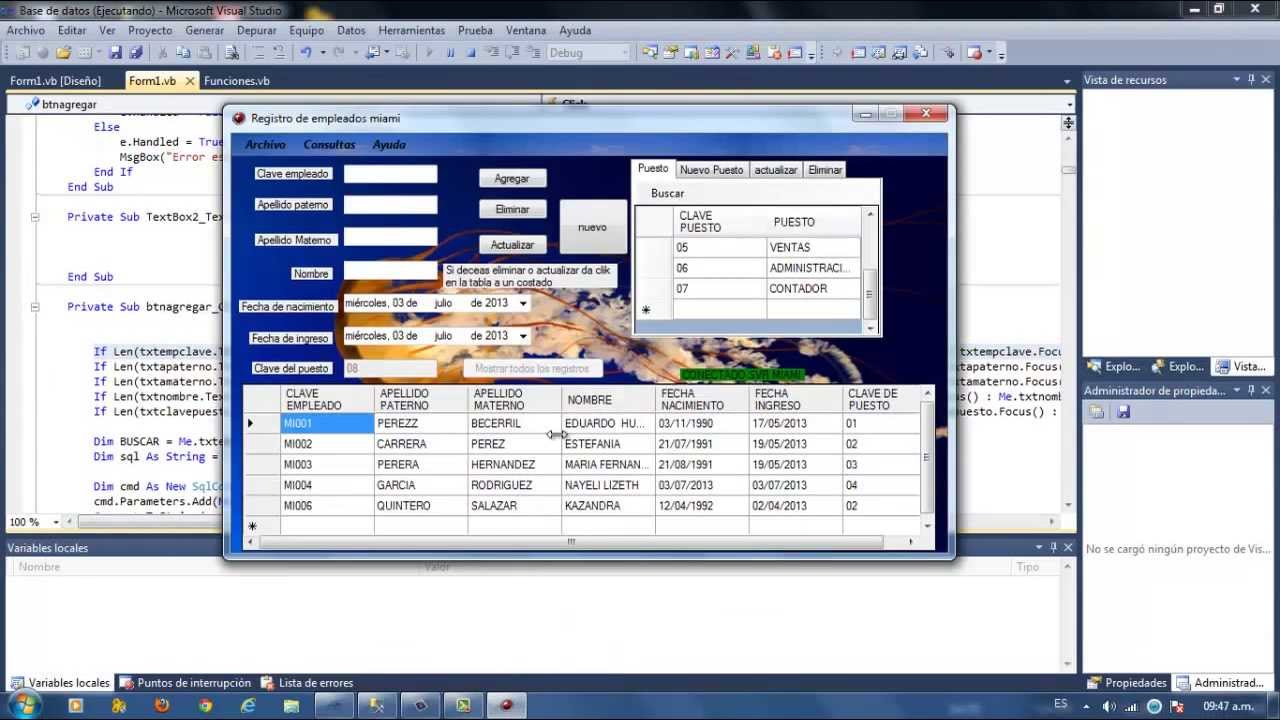 Base de datos (Ejecutando) - Microsoft Visual Studio
Archivo Editar Ver Proyecto Generar Depurar Equipo Datos Herramientas Prueba Ventana Ayuda
Debug
Form1.vb [Diseño] Form1.vb Funciones.vb
Vista de recursos
btnagregar Click
Else
e.Handled = True
MsgBox("Error es
End If
End Sub
Private Sub TextBox2_Tex
End Sub
Private Sub btnagregar_C
If Len(txtempclave.T
If Len(txtapaterno.T
If Len(txtamaterno.T
If Len(txtnombre.Tex
If Len(txtclavepuest
Dim BUSCAR = Me.txte
Dim sql As String =
Dim cmd As New SqlCo
cmd.Parameters.Add(N
100 %
Registro de empleados miami
Archivo Consultas Ayuda
Clave empleado
Apellido paterno
Apellido Materno
Nombre
Fecha de nacimiento miércoles, 03 de julio de 2013
Fecha de ingreso miércoles, 03 de julio de 2013
Clave del puesto 08
Agregar
Eliminar
Actualizar
nuevo
Si deceas eliminar o actualizar da clik
en la tabla a un costado
Mostrar todos los registros
Puesto Nuevo Puesto actualizar Eliminar
Buscar
CLAVE PUESTO PUESTO
05 VENTAS
06 ADMINISTRACI...
07 CONTADOR
CONECTADO SVR MIAMI
CLAVE EMPLEADO APELLIDO PATERNO APELLIDO MATERNO NOMBRE FECHA NACIMIENTO FECHA INGRESO CLAVE DE PUESTO
MI001 PEREZZ BECERRIL EDUARDO HU... 03/11/1990 17/05/2013 01
MI002 CARRERA PEREZ ESTEFANIA 21/07/1991 19/05/2013 02
MI003 PERERA HERNANDEZ MARIA FERNAN... 21/08/1991 19/05/2013 03
MI004 GARCIA RODRIGUEZ NAYELI LIZETH 03/07/2013 03/07/2013 04
MI006 QUINTERO SALAZAR KAZANDRA 12/04/1992 02/04/2013 02
Explo... Explo... Vista...
Administrador de propieda...
No se cargó ningún proyecto de Vis...
Variables locales
Nombre Valor Tipo
Variables locales Puntos de interrupción Lista de errores
Propiedades Administrad...
ES 09:47 a.m.